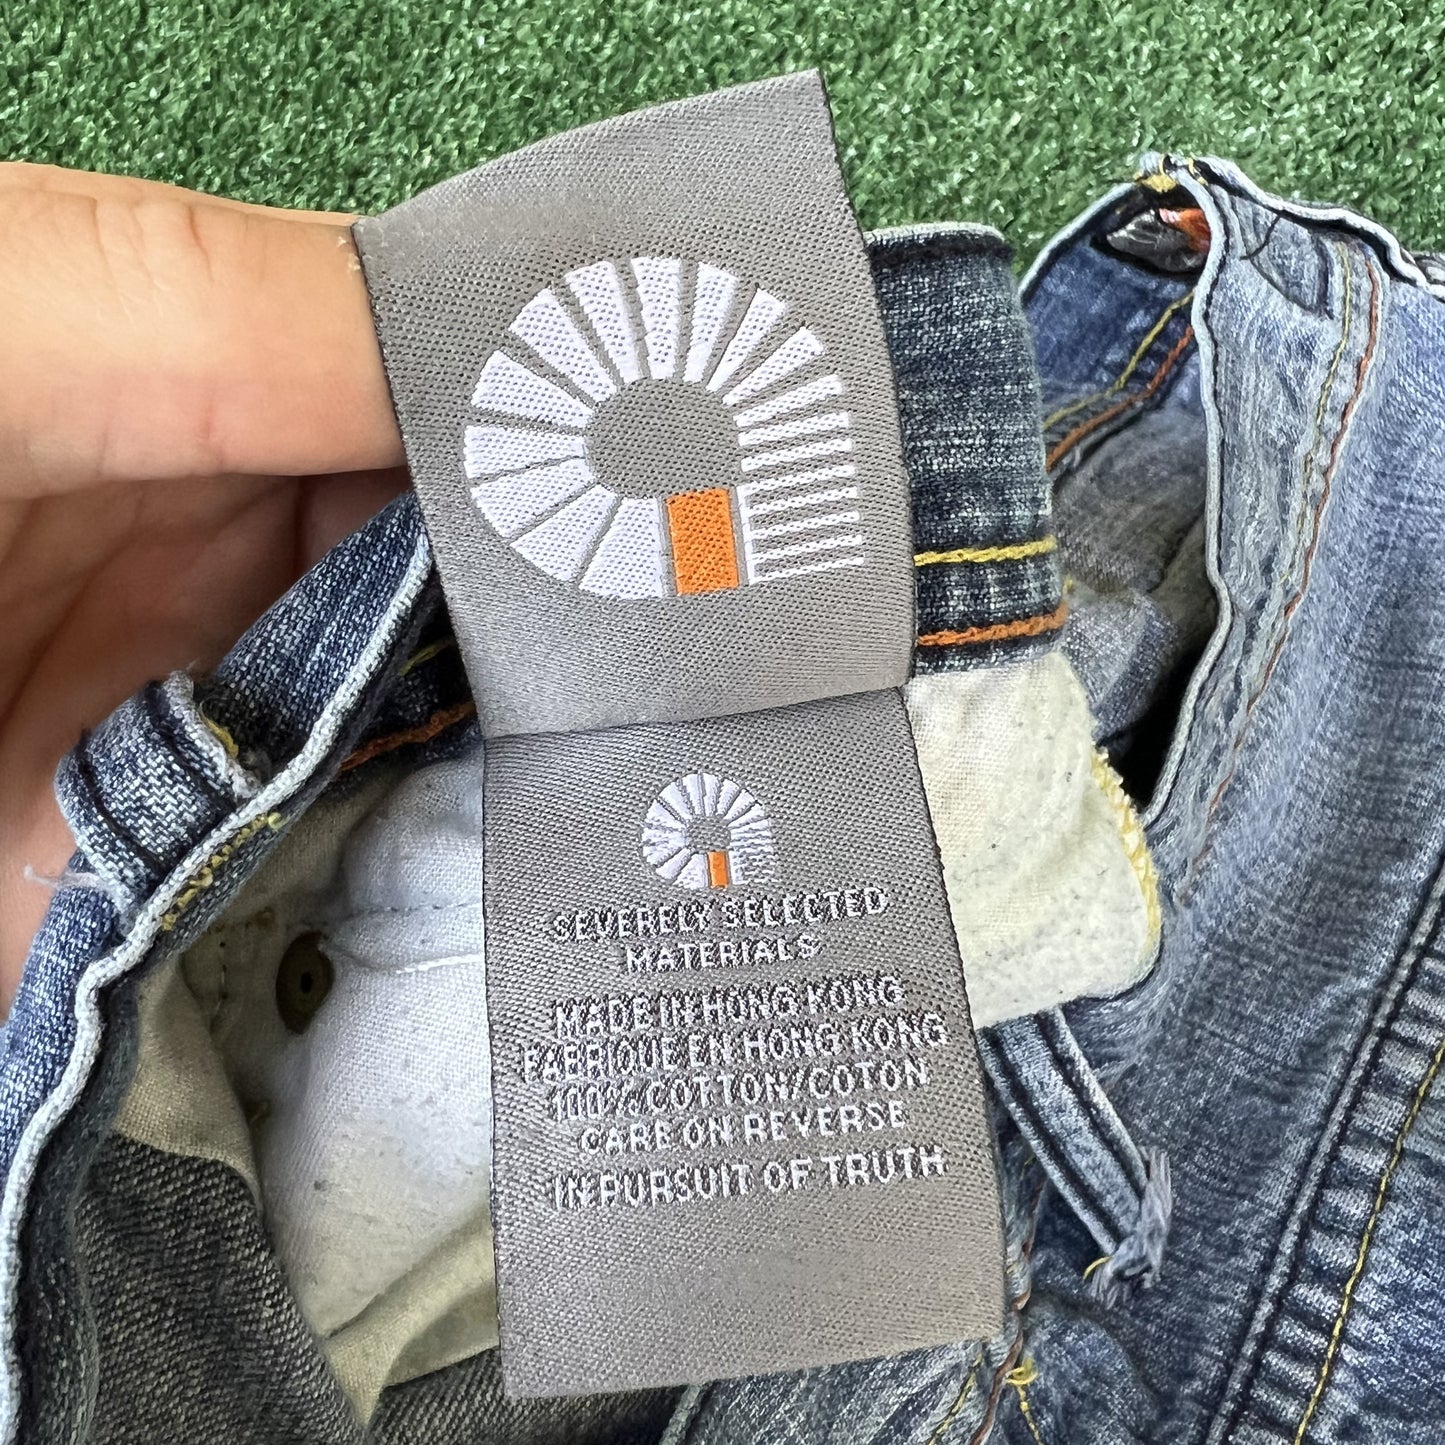 SEVERELY SELECTED
MATERIALS
MADE IN HONG KONG
FABRIQUE EN HONG KONG
100% COTTON/COTON
CARE ON REVERSE
IN PURSUIT OF TRUTH